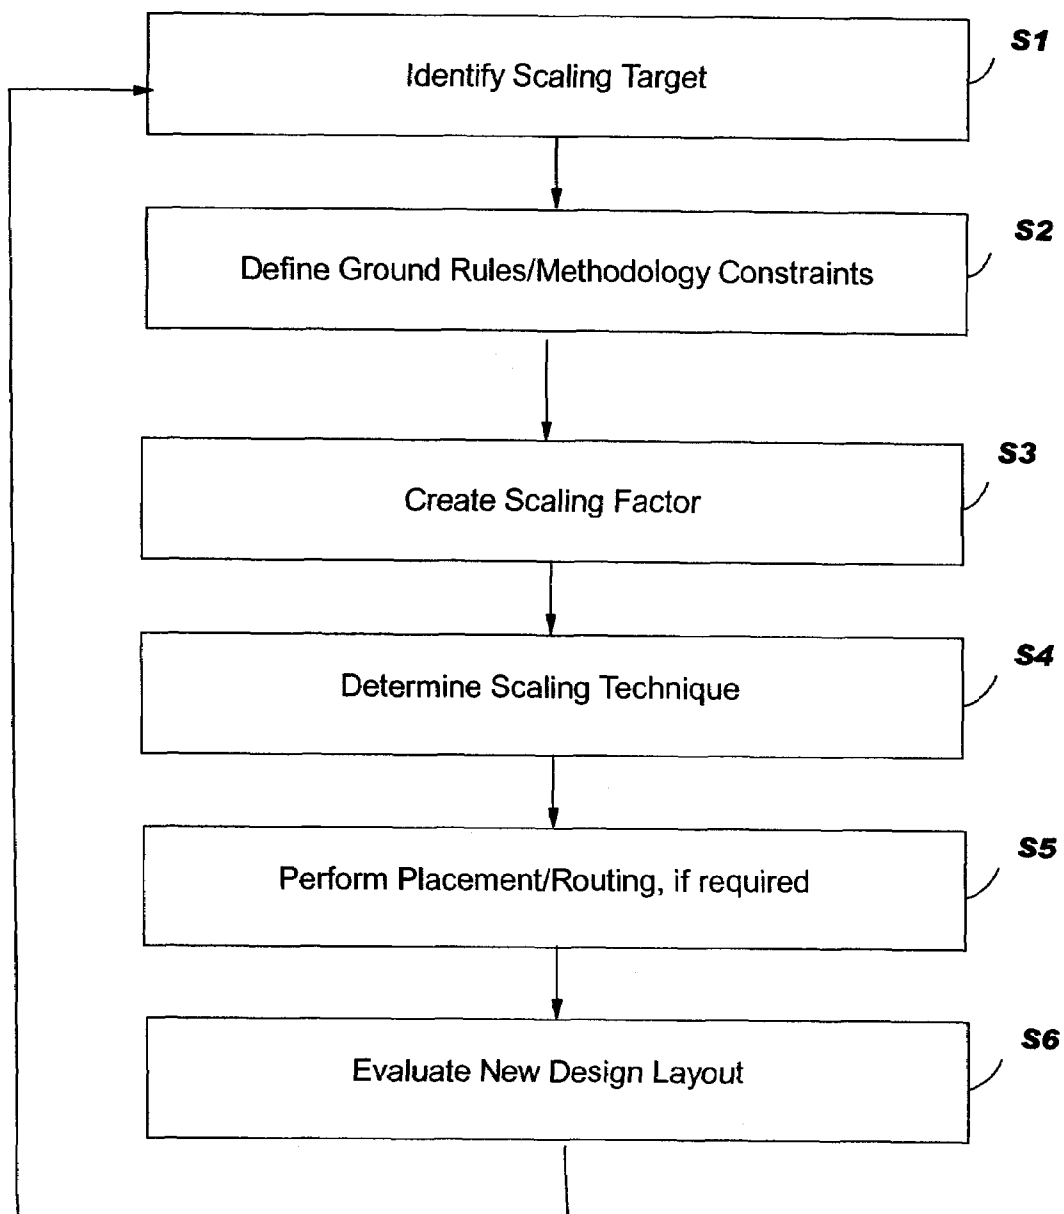 S1
Identify Scaling Target
S2
Define Ground Rules/Methodology Constraints
S3
Create Scaling Factor
S4
Determine Scaling Technique
S5
Perform Placement/Routing, if required
S6
Evaluate New Design Layout